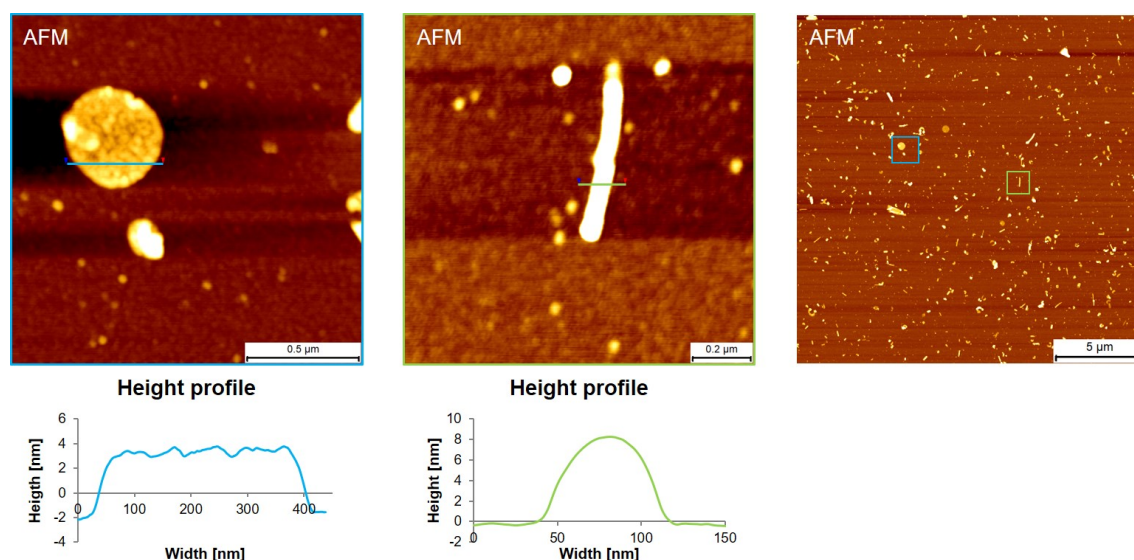 AFM
0.5 µm
AFM
0.2 µm
AFM
5 µm
Height profile
Heigth [nm]
6
4
2
0
-2
-4
0
100
200
300
400
Width [nm]
Height profile
Height [nm]
10
8
6
4
2
0
-2
0
50
100
150
Width [nm]